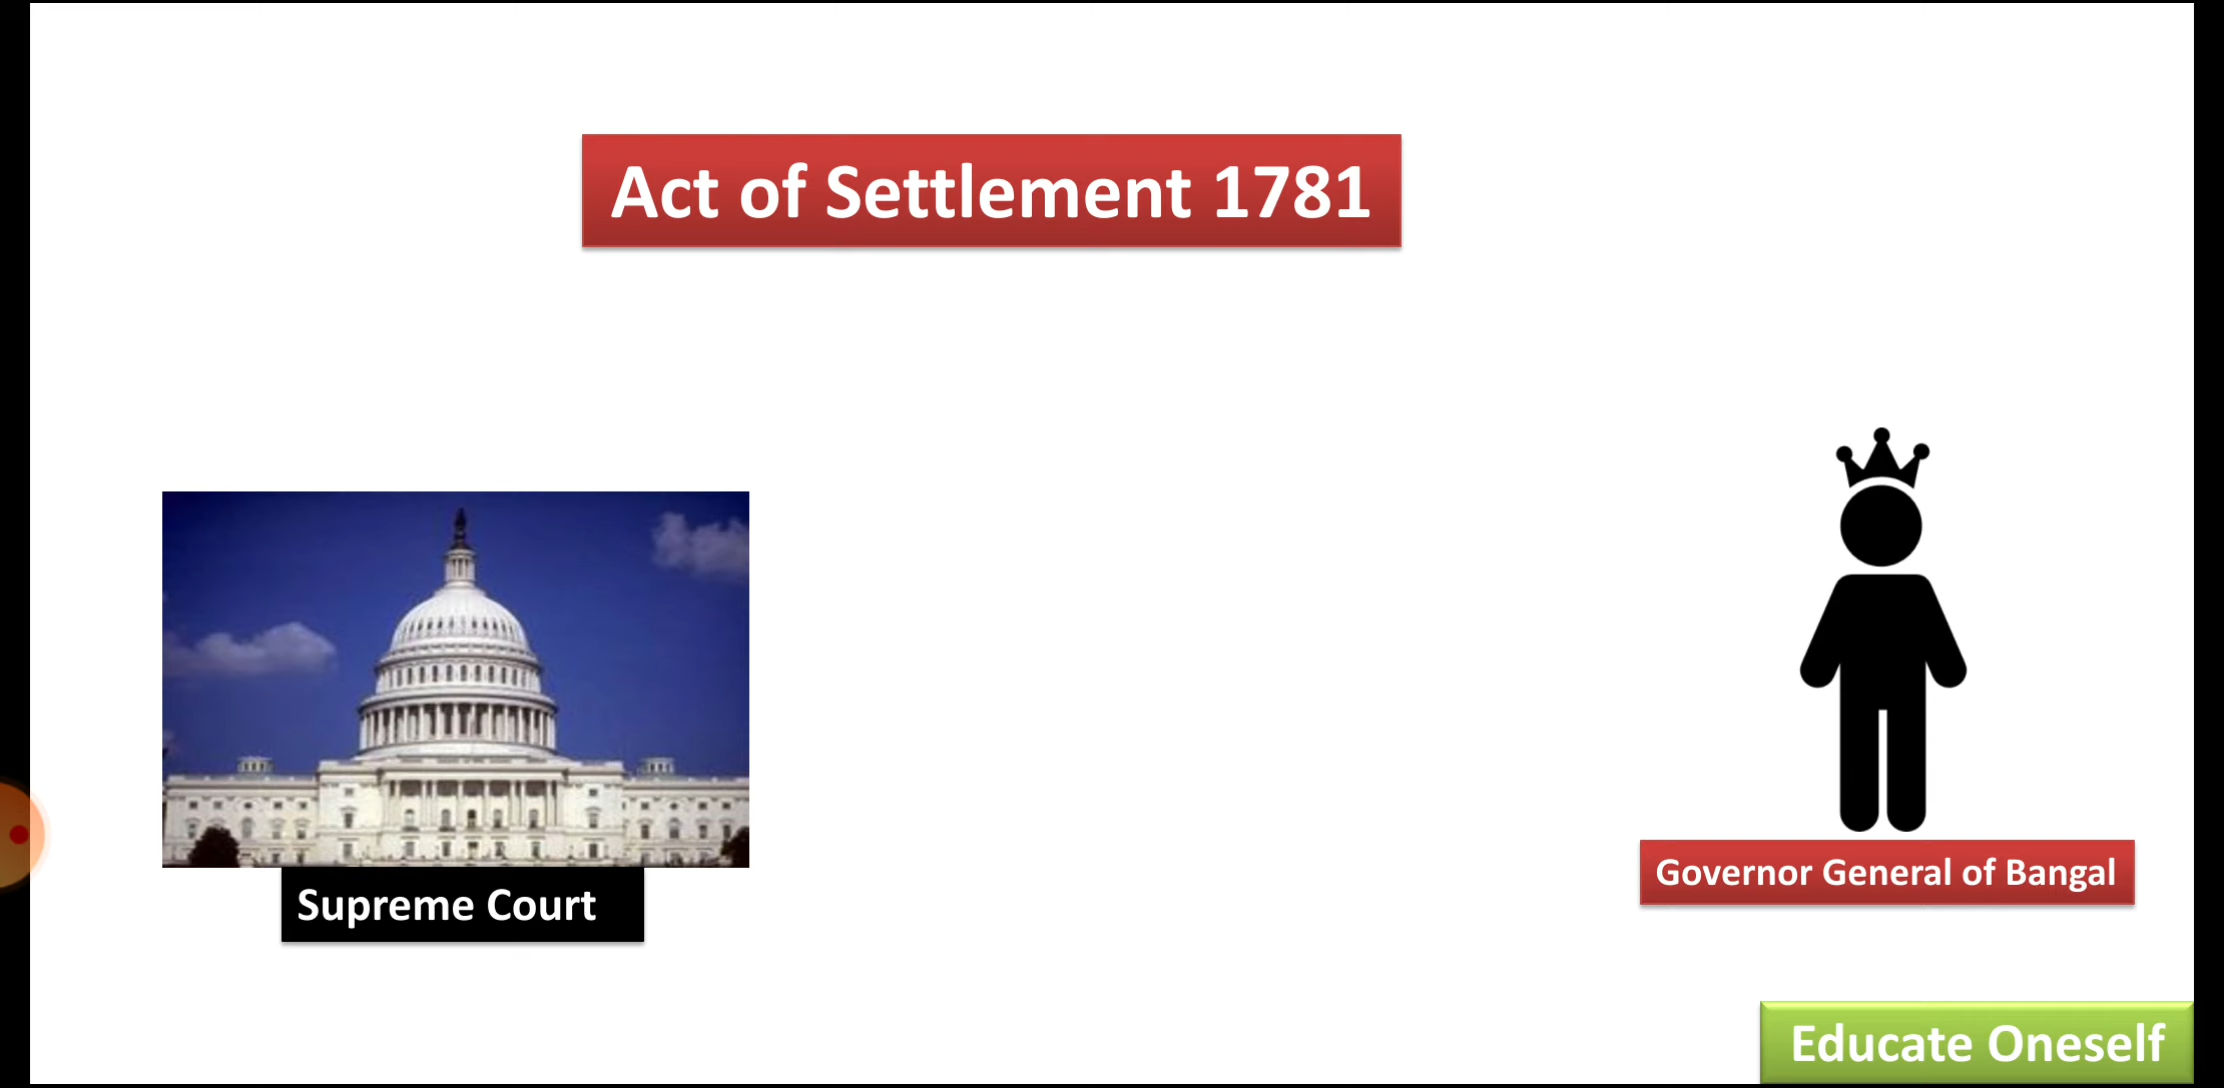 Act of Settlement 1781
Supreme Court
Governor General of Bangal
Educate Oneself